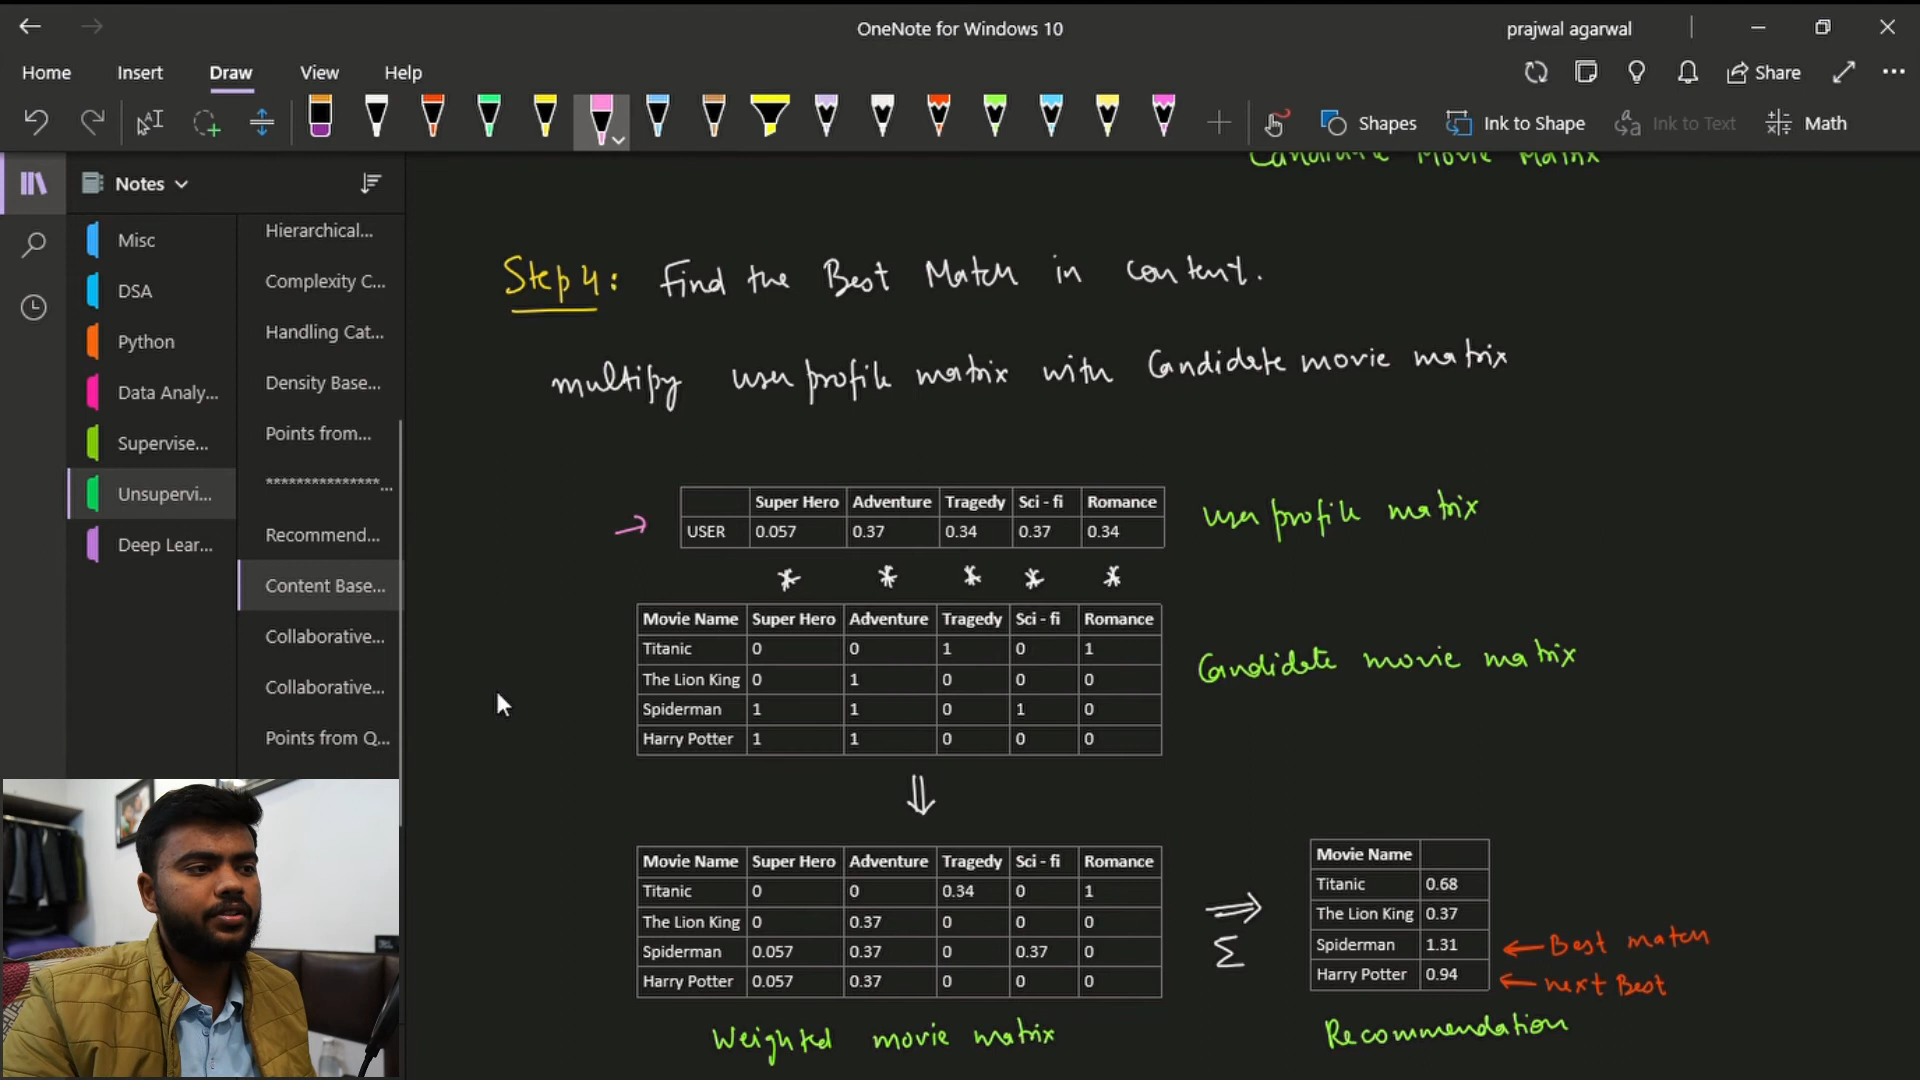 OneNote for Windows 10
prajwal agarwal
Home Insert Draw View Help
Share
Shapes Ink to Shape Ink to Text Math
Notes
Misc
DSA
Python
Data Analy...
Supervise...
Unsupervi...
Deep Lear...
Hierarchical...
Complexity C...
Handling Cat...
Density Base...
Points from...
***************...
Recommend...
Content Base...
Collaborative...
Collaborative...
Points from Q...
Candidate Movie Matrix
Step 4: Find the Best Match in content.
multipy user profile matrix with Candidate movie matrix
Super Hero Adventure Tragedy Sci - fi Romance
USER 0.057 0.37 0.34 0.37 0.34
user profile matrix
* * * * *
Movie Name Super Hero Adventure Tragedy Sci - fi Romance
Titanic 0 0 1 0 1
The Lion King 0 1 0 0 0
Spiderman 1 1 0 1 0
Harry Potter 1 1 0 0 0
Candidate movie matrix
⇓
Movie Name Super Hero Adventure Tragedy Sci - fi Romance
Titanic 0 0 0.34 0 1
The Lion King 0 0.37 0 0 0
Spiderman 0.057 0.37 0 0.37 0
Harry Potter 0.057 0.37 0 0 0
Weighted movie matrix
⇒
Σ
Movie Name
Titanic 0.68
The Lion King 0.37
Spiderman 1.31 ← Best match
Harry Potter 0.94 ← next Best
Recommendation